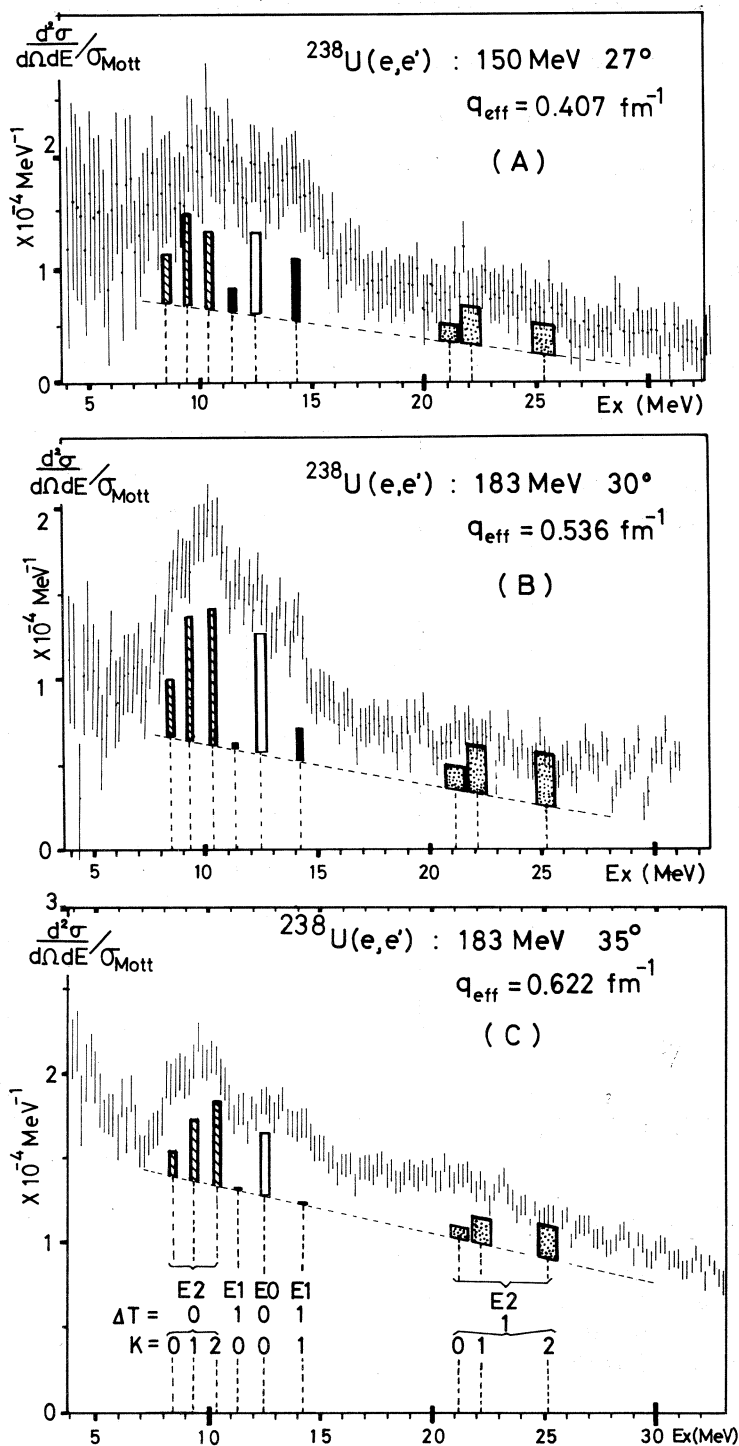 d²σ
dΩdE/σMott
²³⁸U(e,e') : 150 MeV 27°
qeff = 0.407 fm⁻¹
(A)
X10⁻⁴ MeV⁻¹
2
1
0
5 10 15 20 25 Ex (MeV)
d²σ
dΩdE/σMott
²³⁸U(e,e') : 183 MeV 30°
qeff = 0.536 fm⁻¹
(B)
X10⁻⁴ MeV⁻¹
2
1
0
5 10 15 20 25 Ex (MeV)
3
d²σ
dΩdE/σMott
²³⁸U(e,e') : 183 MeV 35°
qeff = 0.622 fm⁻¹
(C)
X10⁻⁴ MeV⁻¹
2
1
0
E2 E1 E0 E1 E2
ΔT = 0 1 0 1 1
K = 0 1 2 0 0 1 0 1 2
5 10 15 20 25 30 Ex(MeV)